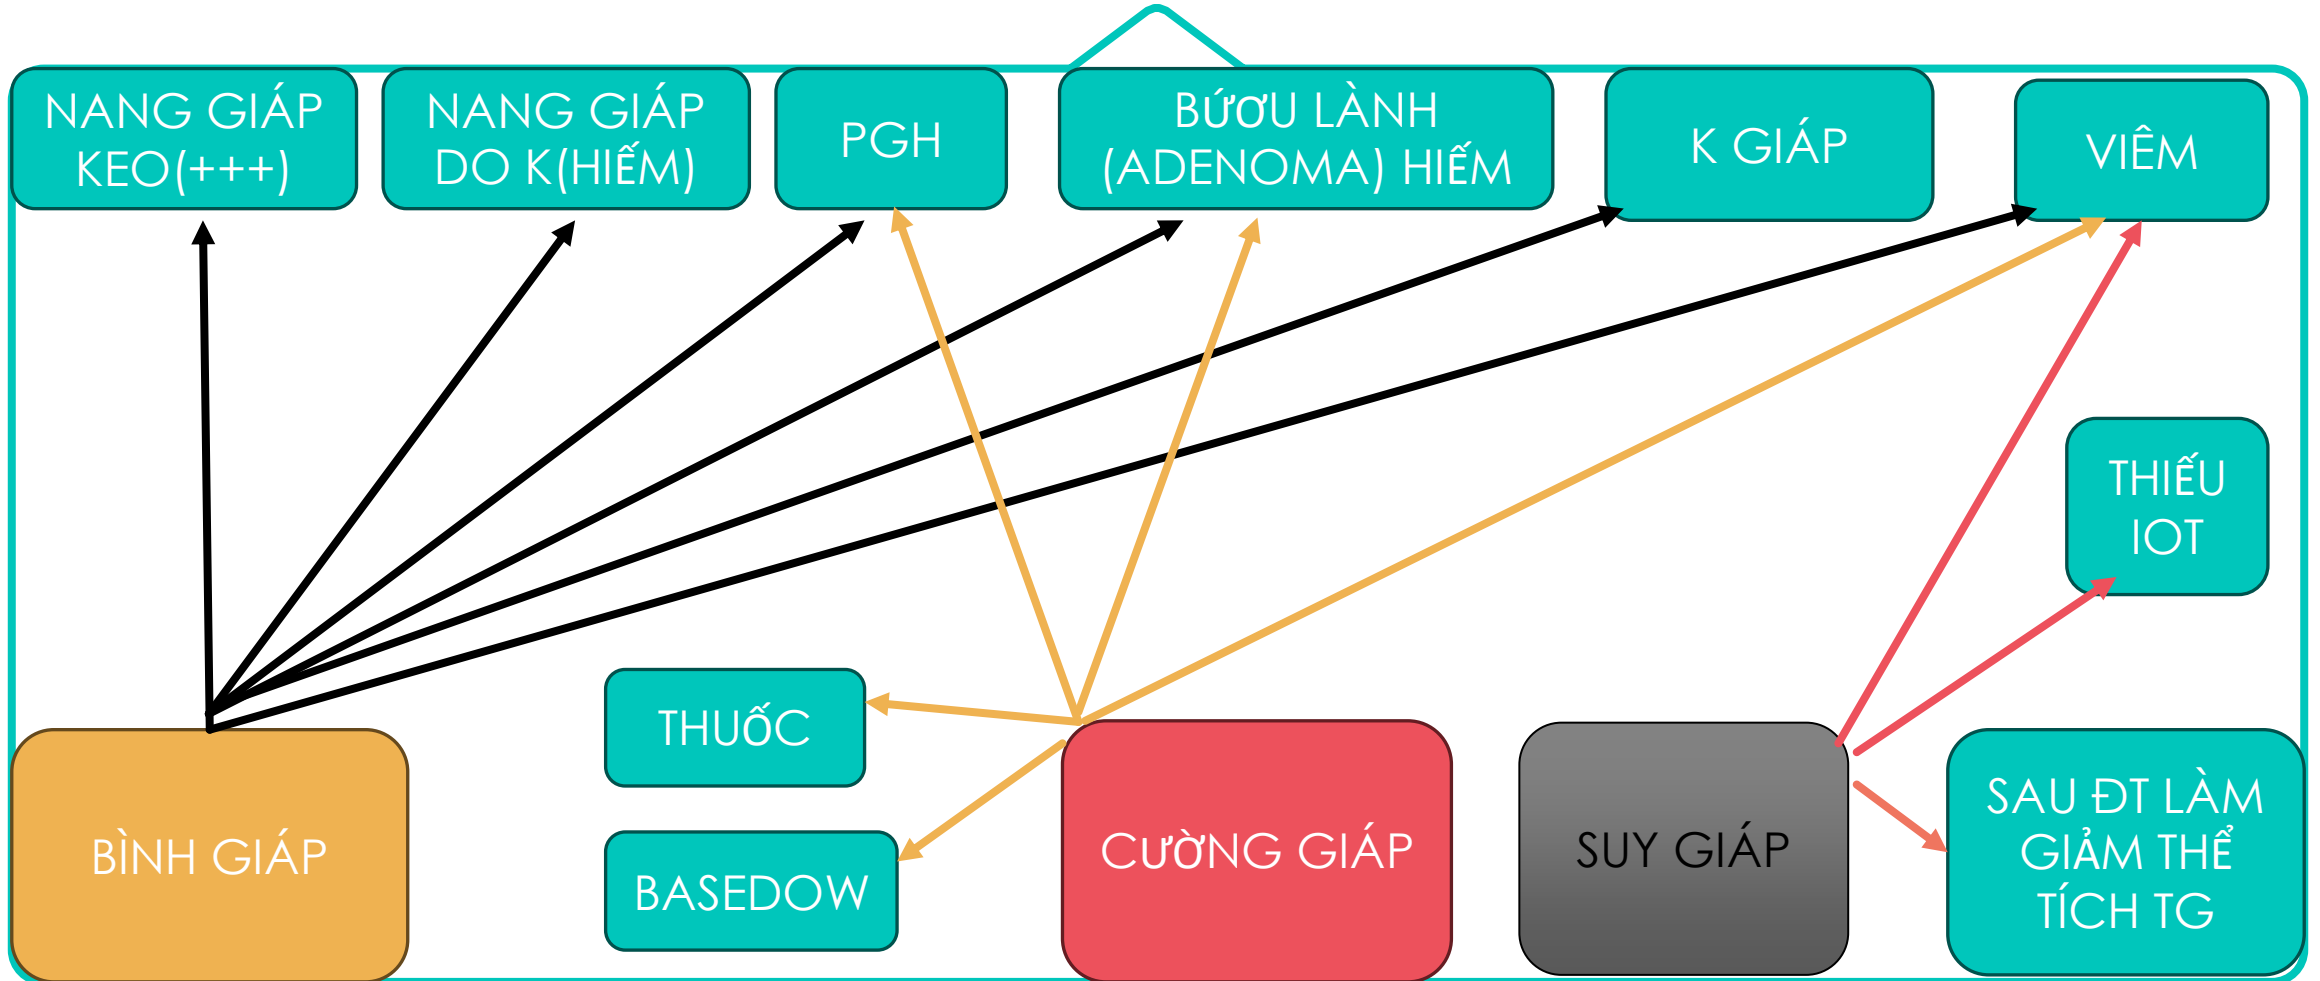 NANG GIÁP
KEO(+++)
NANG GIÁP
DO K(HIẾM)
PGH
BỨOU LÀNH
(ADENOMA) HIẾM
K GIÁP
VIÊM
THIẾU
IOT
THUỐC
BASEDOW
BÌNH GIÁP
CƯỜNG GIÁP
SUY GIÁP
SAU ĐT LÀM
GIẢM THỂ
TÍCH TG